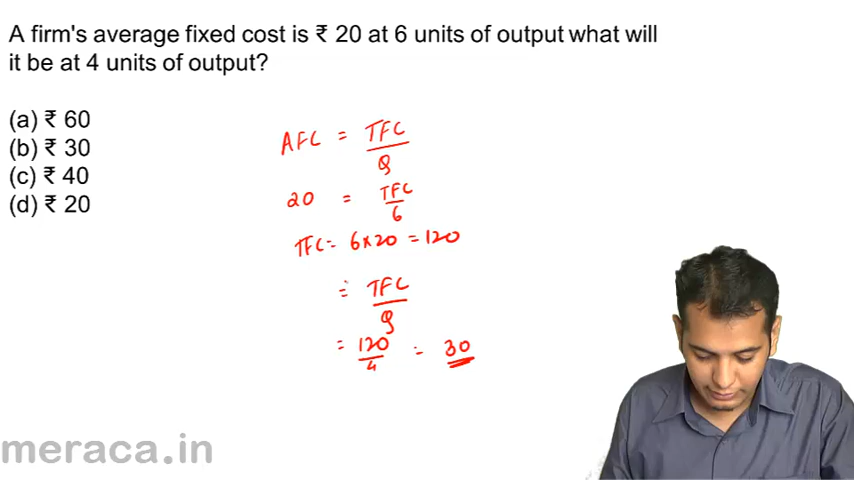 A firm's average fixed cost is ₹ 20 at 6 units of output what will
it be at 4 units of output?
(a) ₹ 60
(b) ₹ 30
(c) ₹ 40
(d) ₹ 20
AFC = TFC/Q
20 = TFC/6
TFC = 6x20 = 120
= TFC/Q
= 120/4 = 30
meraca.in